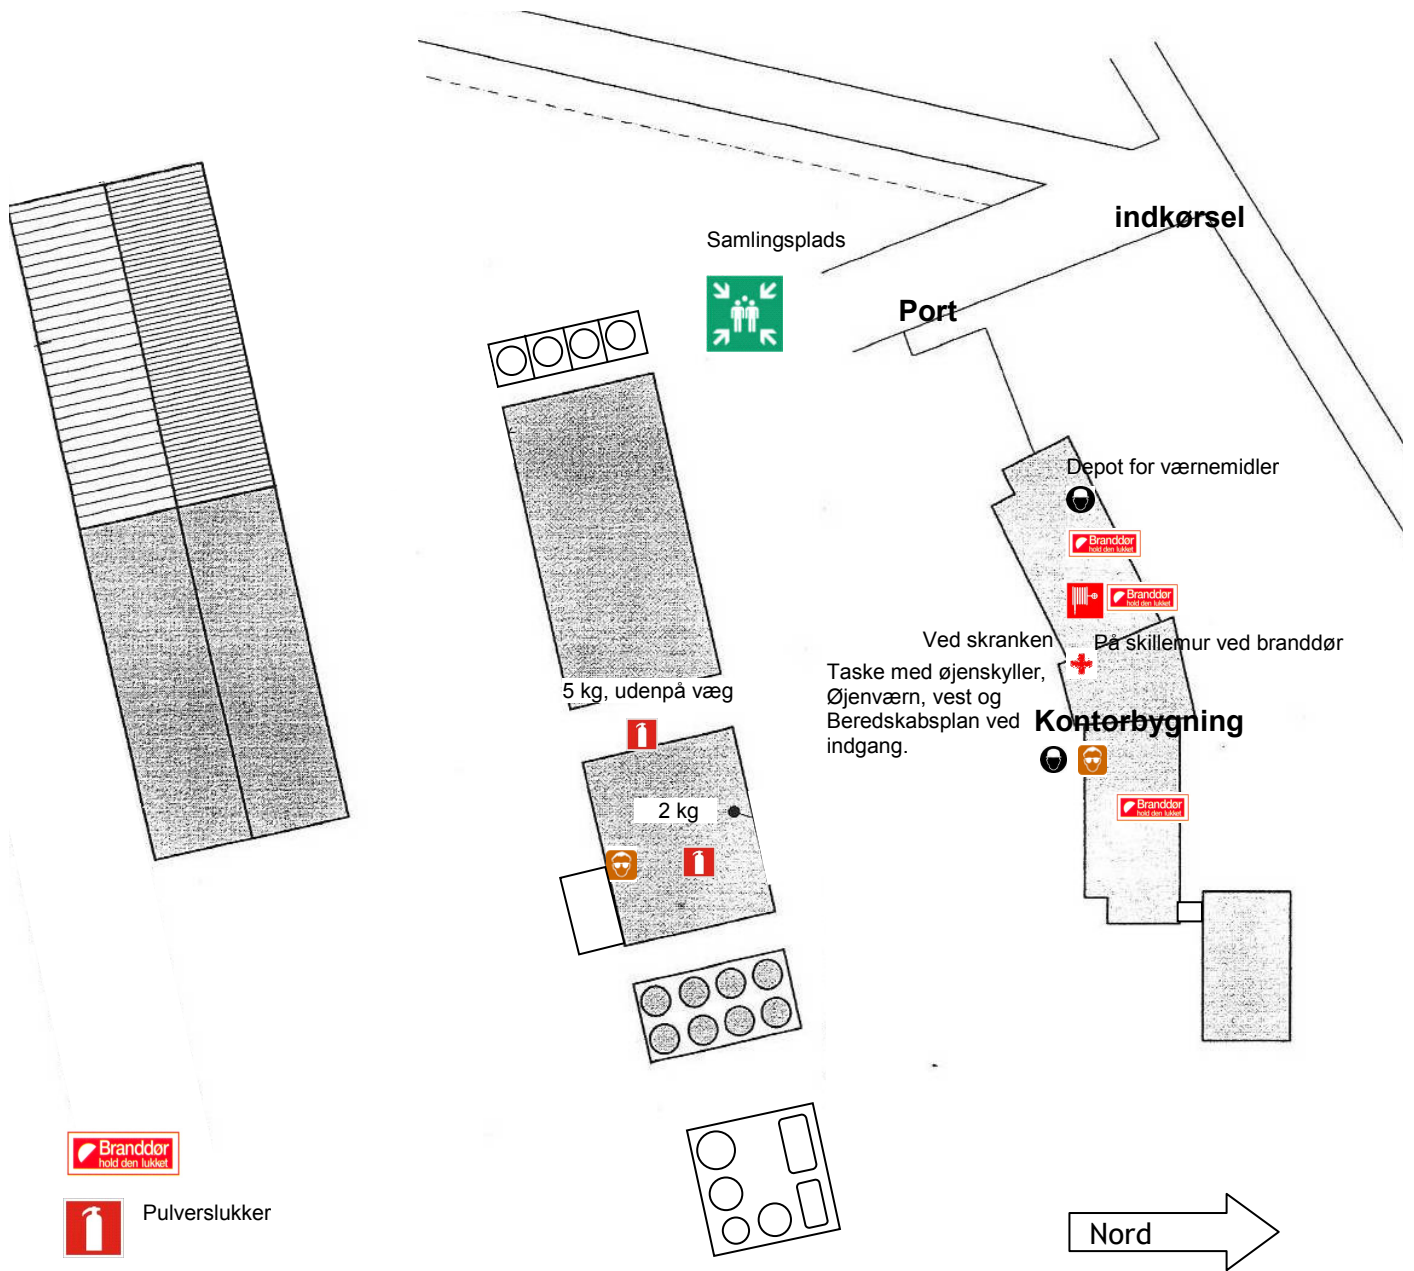 indkørsel
Samlingsplads
Port
Depot for værnemidler
Branddør
hold den lukket
Branddør
hold den lukket
Ved skranken
På skillemur ved branddør
Taske med øjenskyller,
Øjenværn, vest og
Beredskabsplan ved
indgang.
5 kg, udenpå væg
Kontorbygning
2 kg
Branddør
hold den lukket
Branddør
hold den lukket
Pulverslukker
Nord